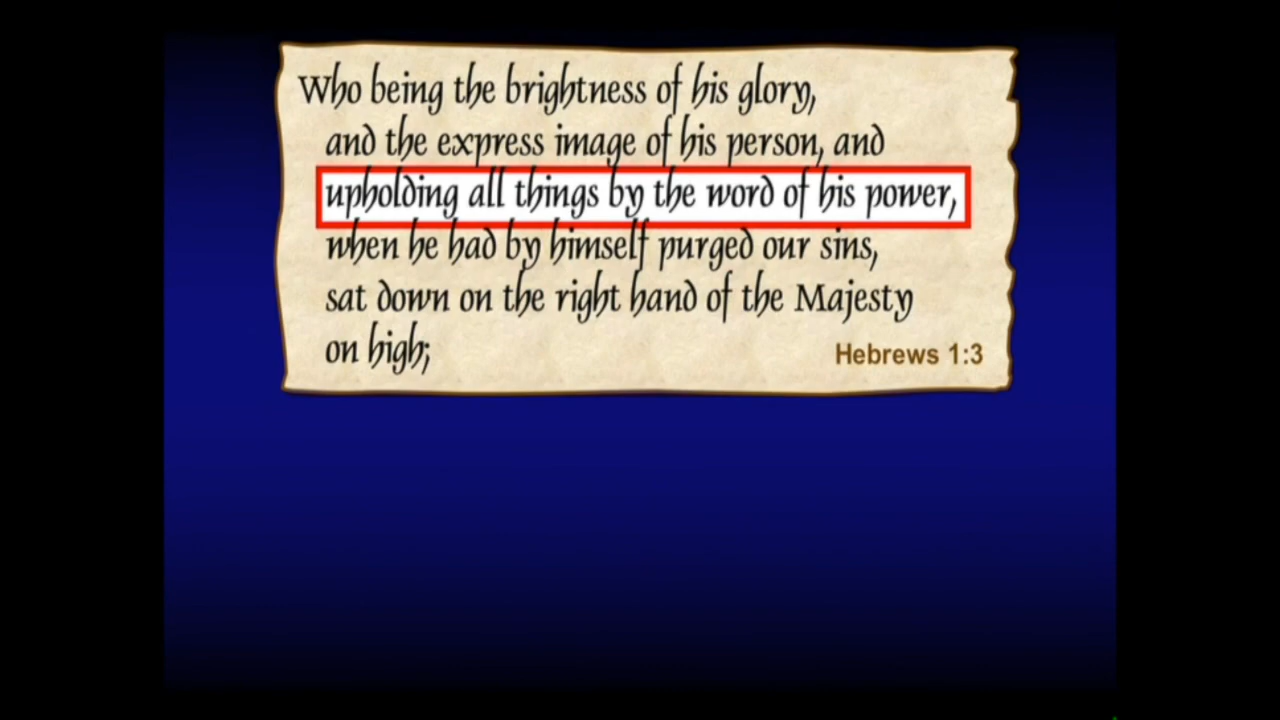 Who being the brightness of his glory,
and the express image of his person, and
upholding all things by the word of his power,
when he had by himself purged our sins,
sat down on the right hand of the Majesty
on high;
Hebrews 1:3